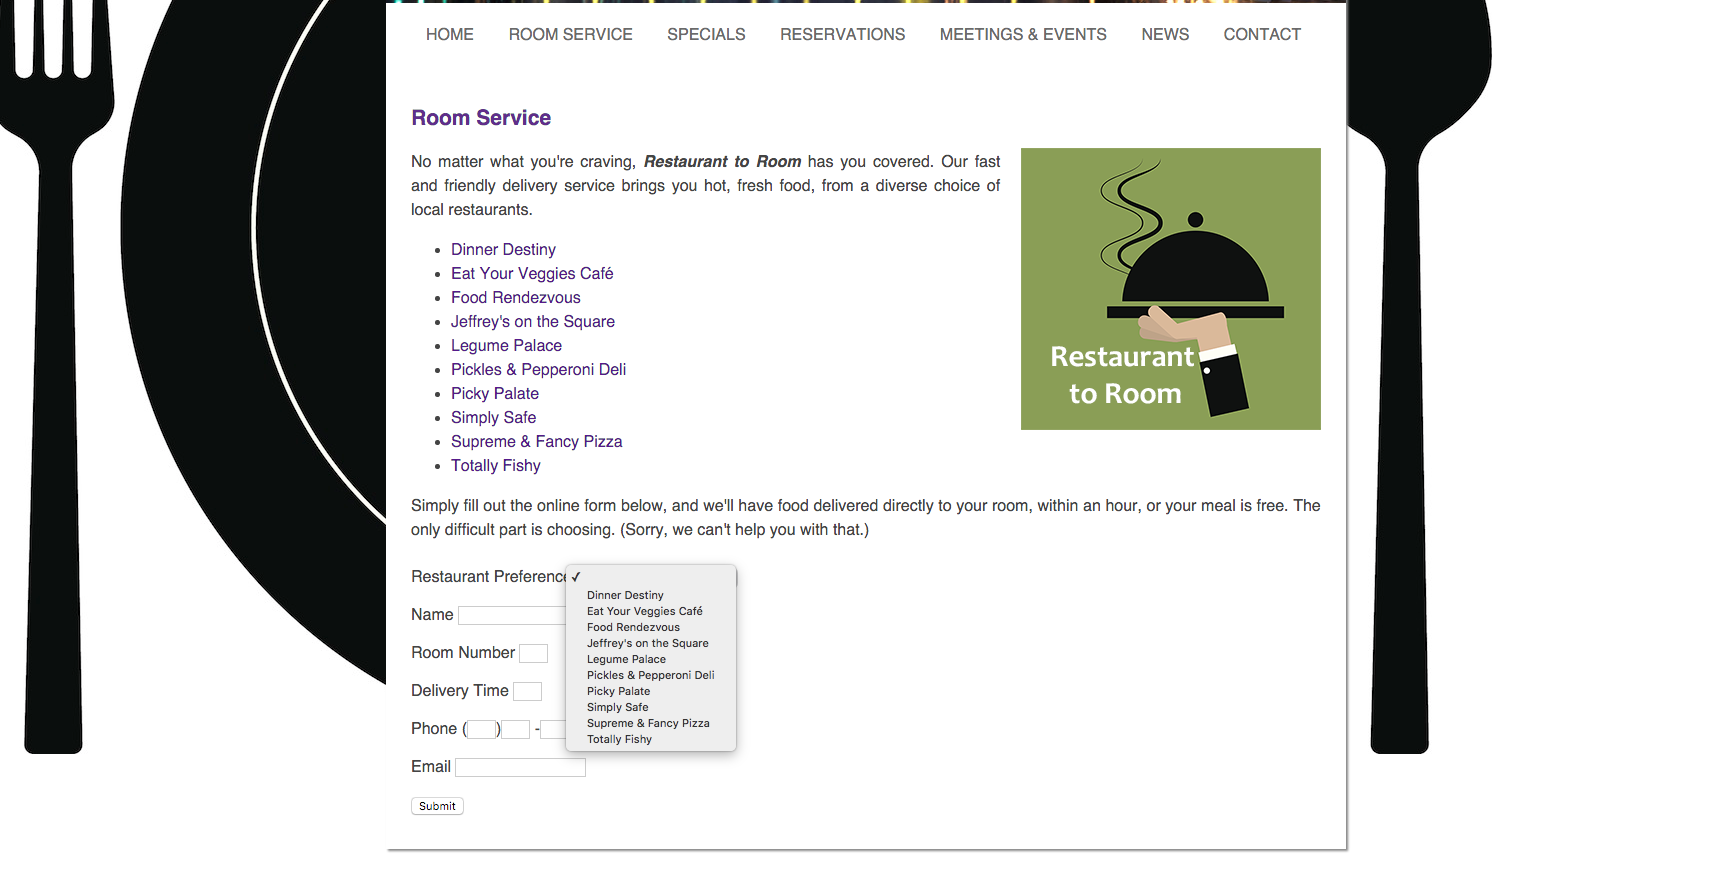 HOME ROOM SERVICE SPECIALS RESERVATIONS MEETINGS & EVENTS NEWS CONTACT
Room Service
No matter what you're craving, Restaurant to Room has you covered. Our fast
and friendly delivery service brings you hot, fresh food, from a diverse choice of
local restaurants.
Dinner Destiny
Eat Your Veggies Café
Food Rendezvous
Jeffrey's on the Square
Legume Palace
Pickles & Pepperoni Deli
Picky Palate
Simply Safe
Supreme & Fancy Pizza
Totally Fishy
Restaurant
to Room
Simply fill out the online form below, and we'll have food delivered directly to your room, within an hour, or your meal is free. The
only difficult part is choosing. (Sorry, we can't help you with that.)
Restaurant Preference
✓
Dinner Destiny
Eat Your Veggies Café
Food Rendezvous
Jeffrey's on the Square
Legume Palace
Pickles & Pepperoni Deli
Picky Palate
Simply Safe
Supreme & Fancy Pizza
Totally Fishy
Name
Room Number
Delivery Time
Phone ( ) -
Email
Submit